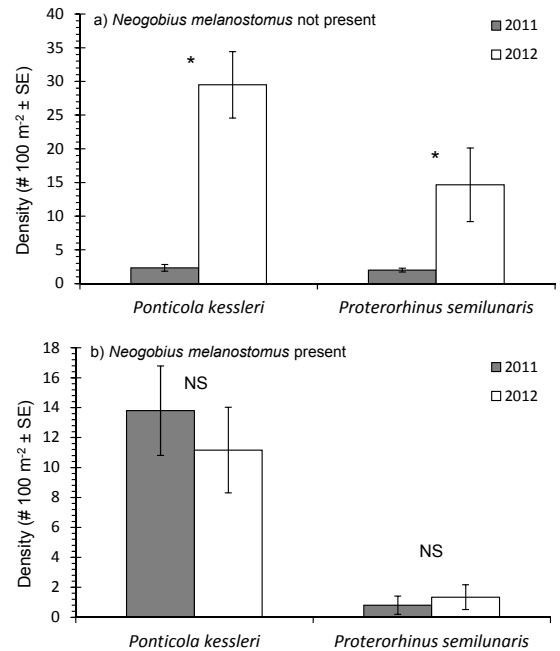 a) Neogobius melanostomus not present
2011
2012
Density (# 100 m-2 ± SE)
40
35
30
25
20
15
10
5
0
*
*
Ponticola kessleri
Proterorhinus semilunaris
b) Neogobius melanostomus present
2011
2012
Density (# 100 m-2 ± SE)
18
16
14
12
10
8
6
4
2
0
NS
NS
Ponticola kessleri
Proterorhinus semilunaris